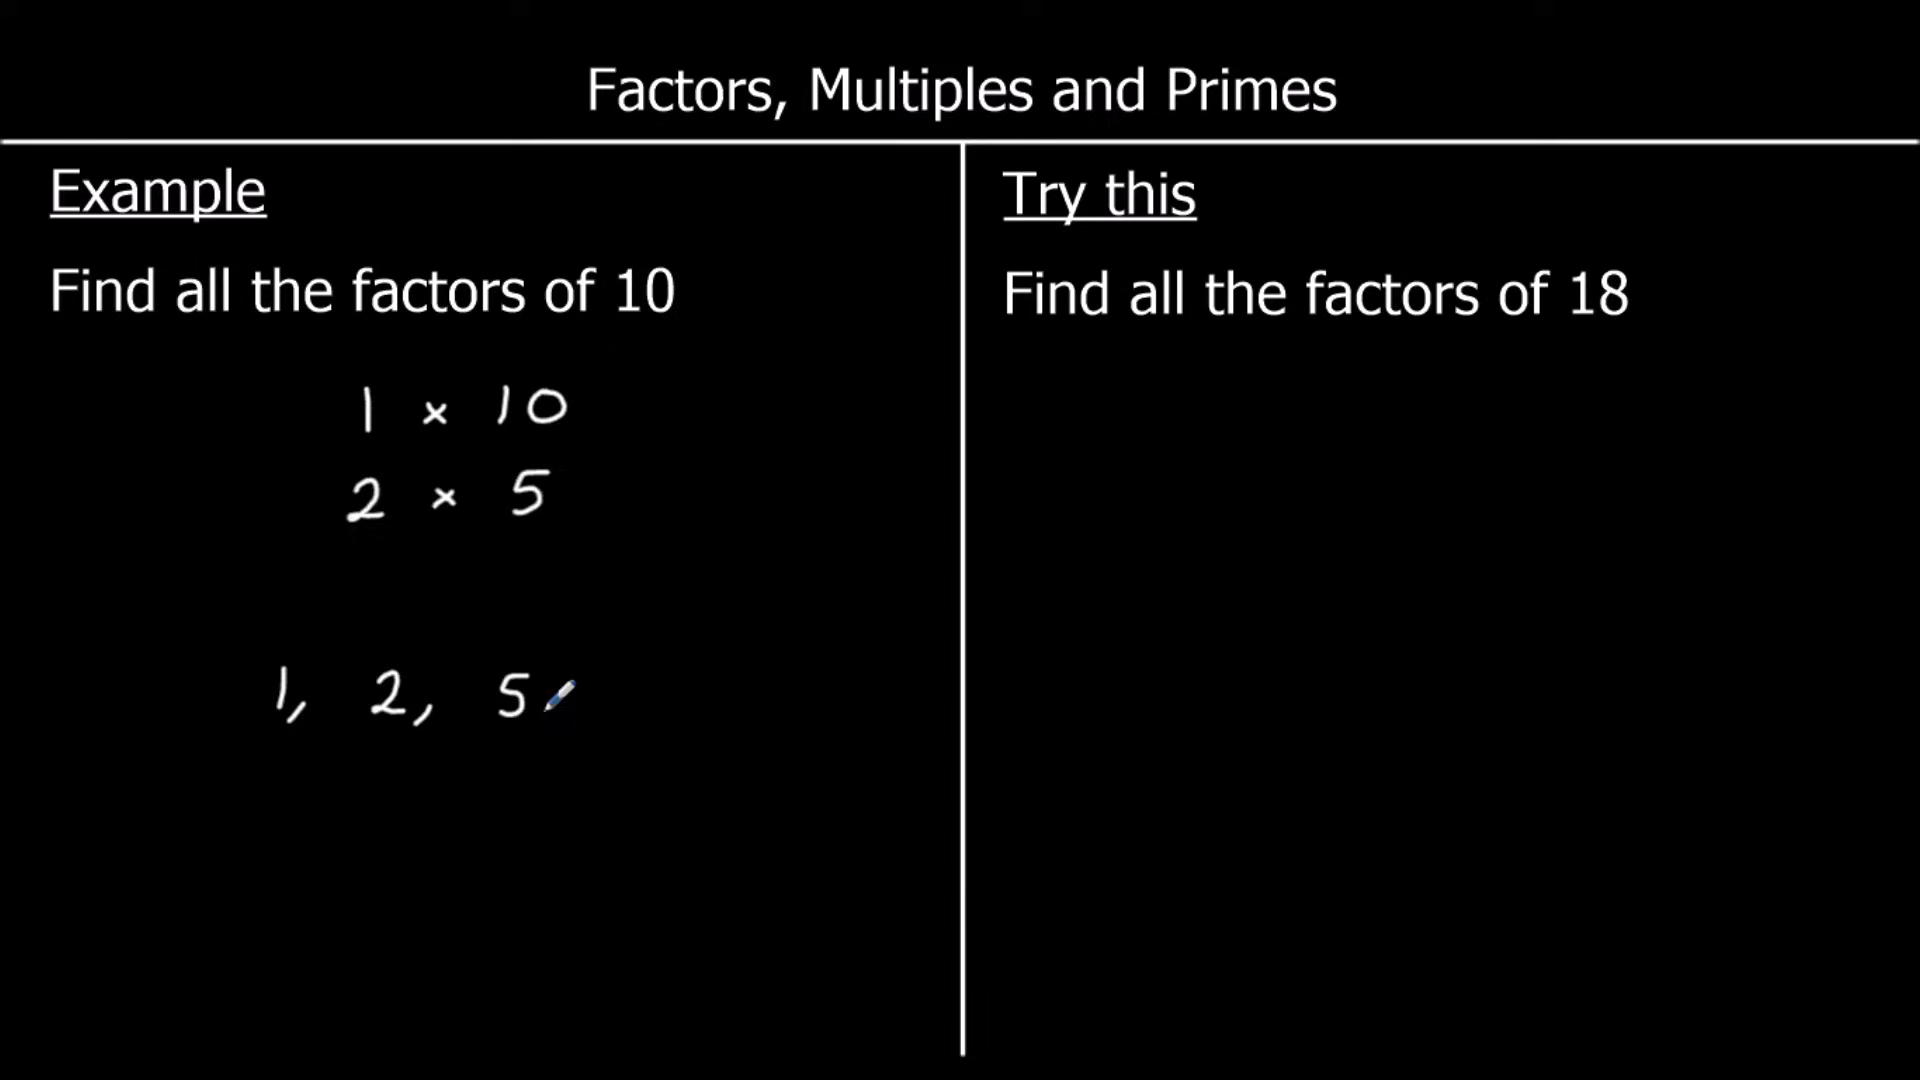 Factors, Multiples and Primes
Example
Find all the factors of 10
1 × 10
2 × 5
1, 2, 5
Try this
Find all the factors of 18